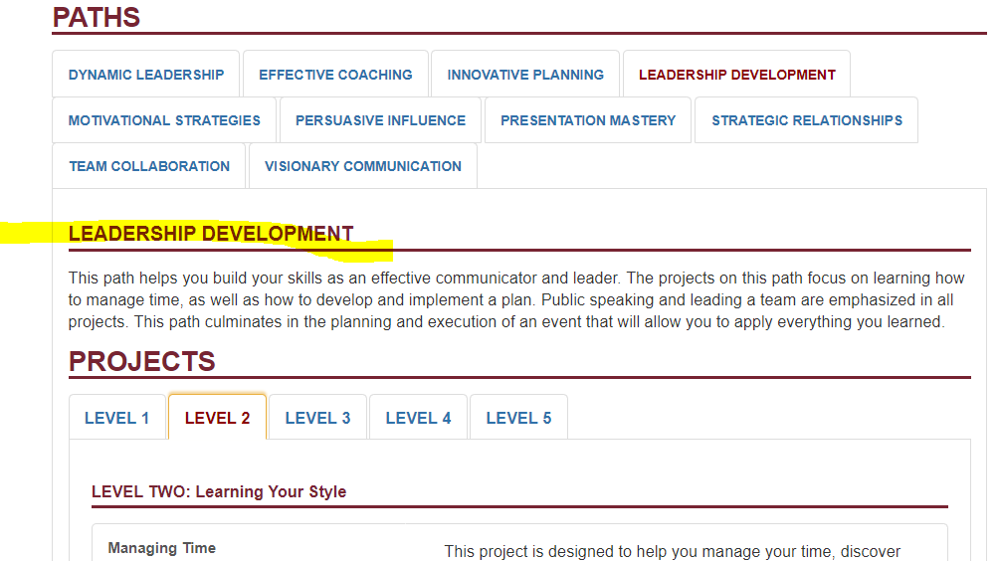 PATHS
DYNAMIC LEADERSHIP EFFECTIVE COACHING INNOVATIVE PLANNING LEADERSHIP DEVELOPMENT
MOTIVATIONAL STRATEGIES PERSUASIVE INFLUENCE PRESENTATION MASTERY STRATEGIC RELATIONSHIPS
TEAM COLLABORATION VISIONARY COMMUNICATION
LEADERSHIP DEVELOPMENT
This path helps you build your skills as an effective communicator and leader. The projects on this path focus on learning how
to manage time, as well as how to develop and implement a plan. Public speaking and leading a team are emphasized in all
projects. This path culminates in the planning and execution of an event that will allow you to apply everything you learned.
PROJECTS
LEVEL 1 LEVEL 2 LEVEL 3 LEVEL 4 LEVEL 5
LEVEL TWO: Learning Your Style
Managing Time This project is designed to help you manage your time, discover